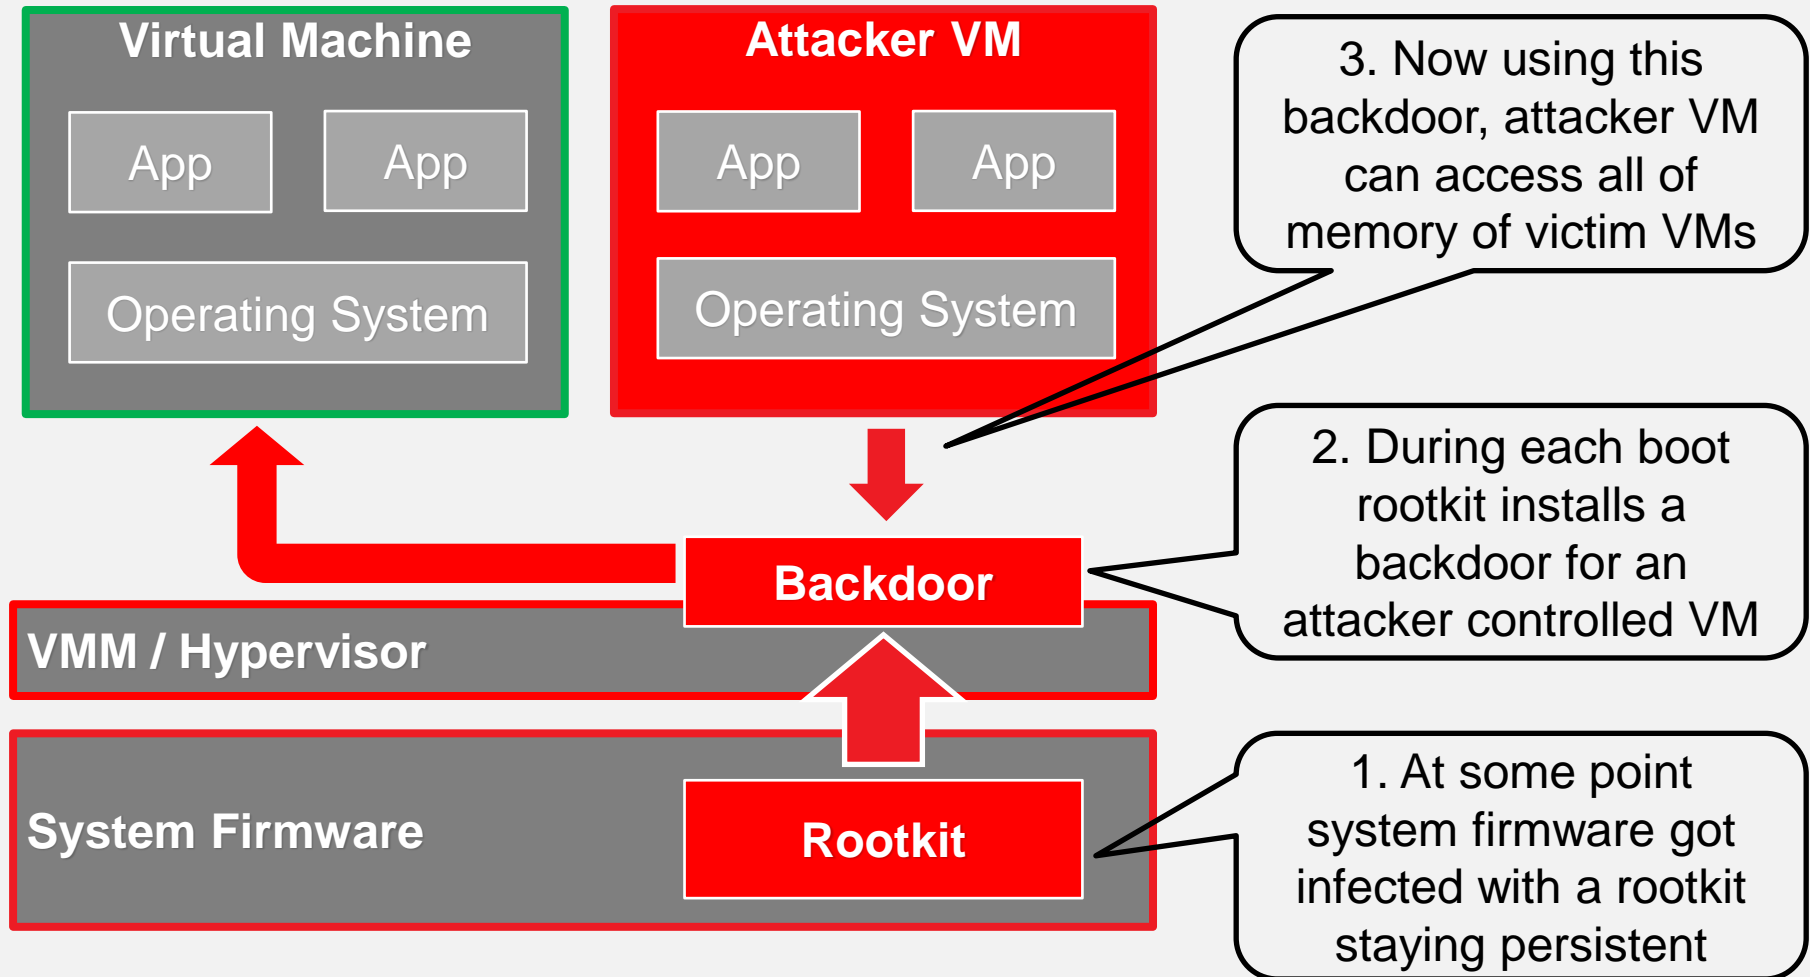 Virtual Machine
App
App
Operating System
Attacker VM
App
App
Operating System
3. Now using this
backdoor, attacker VM
can access all of
memory of victim VMs
2. During each boot
rootkit installs a
backdoor for an
attacker controlled VM
Backdoor
VMM / Hypervisor
System Firmware
Rootkit
1. At some point
system firmware got
infected with a rootkit
staying persistent